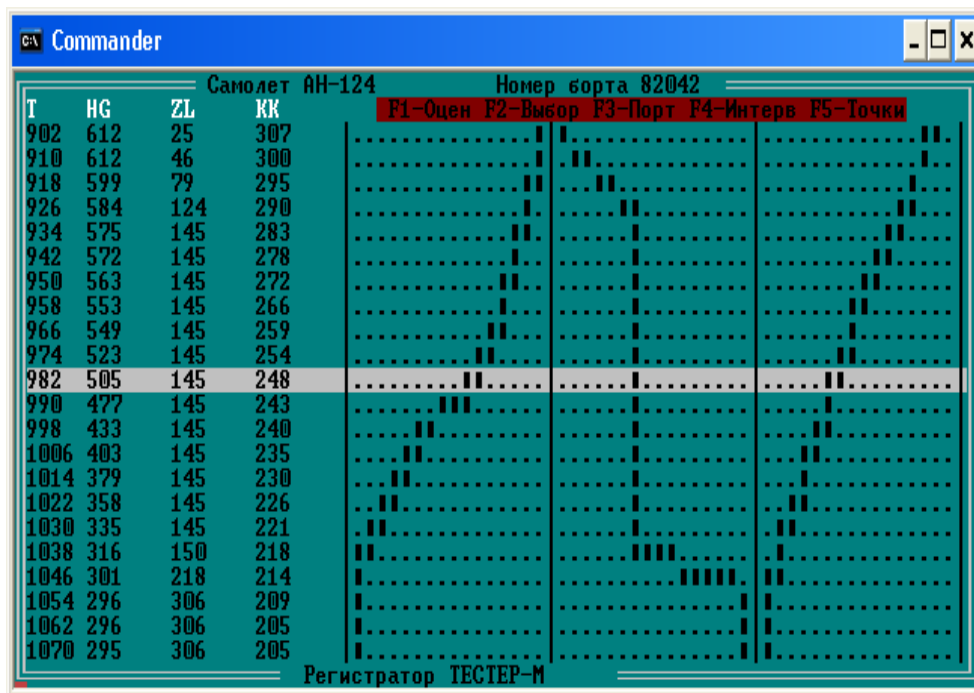 C:\ Commander
Самолет АН-124 Номер борта 82042
T HG ZL KK F1-Оцен F2-Выбор F3-Порт F4-Интерв F5-Точки
902 612 25 307
910 612 46 300
918 599 79 295
926 584 124 290
934 575 145 283
942 572 145 278
950 563 145 272
958 553 145 266
966 549 145 259
974 523 145 254
982 505 145 248
990 477 145 243
998 433 145 240
1006 403 145 235
1014 379 145 230
1022 358 145 226
1030 335 145 221
1038 316 150 218
1046 301 218 214
1054 296 306 209
1062 296 306 205
1070 295 306 205
Регистратор ТЕСТЕР-М